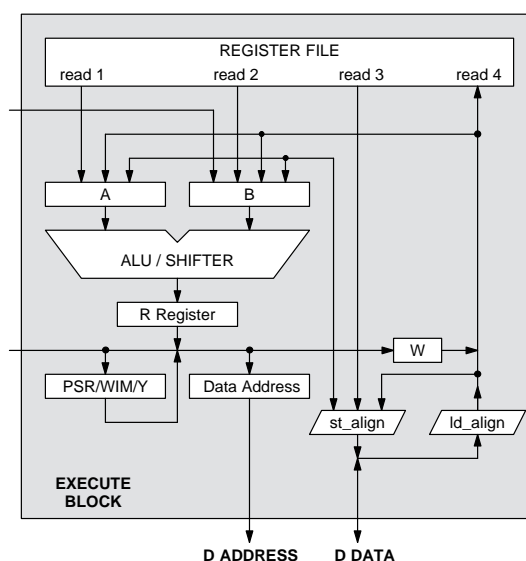 REGISTER FILE
read 1 read 2 read 3 read 4
A B
ALU / SHIFTER
R Register
W
PSR/WIM/Y Data Address
st_align ld_align
EXECUTE
BLOCK
D ADDRESS D DATA